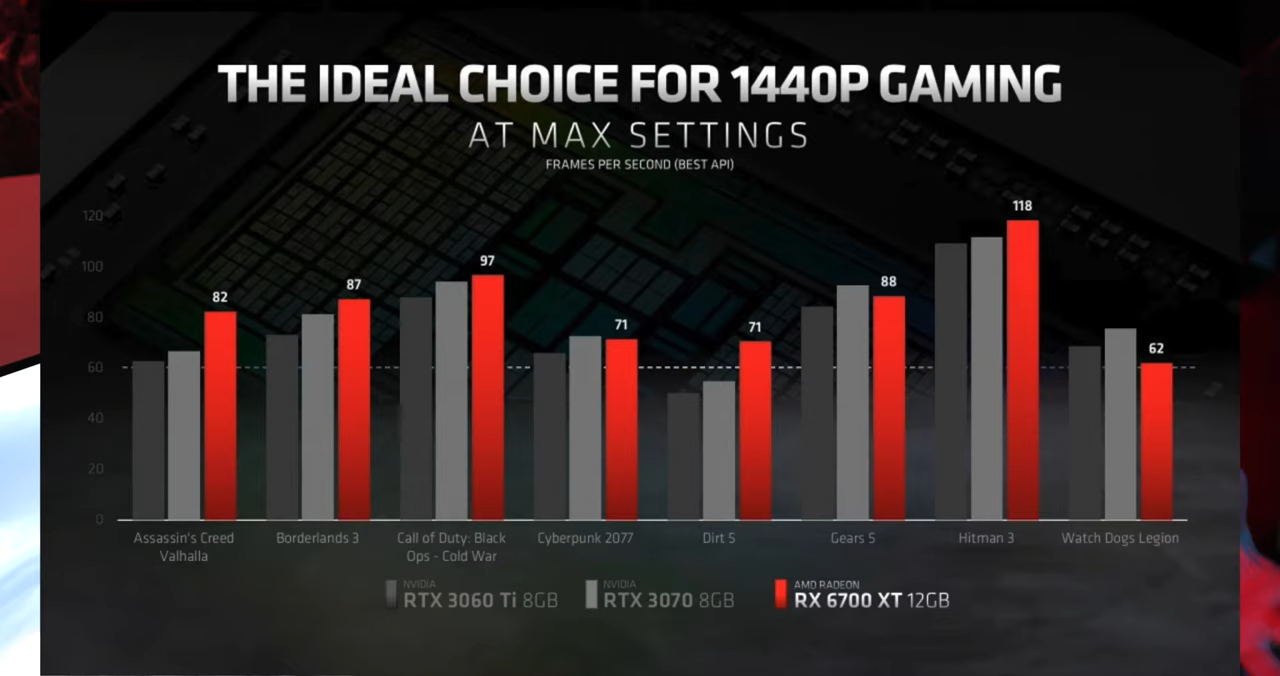 THE IDEAL CHOICE FOR 1440P GAMING
AT MAX SETTINGS
FRAMES PER SECOND (BEST API)
120
100
80
60
40
20
0
82
87
97
71
71
88
118
62
Assassin's Creed
Valhalla
Borderlands 3
Call of Duty: Black
Ops - Cold War
Cyberpunk 2077
Dirt 5
Gears 5
Hitman 3
Watch Dogs Legion
NVIDIA
RTX 3060 Ti 8GB
NVIDIA
RTX 3070 8GB
AMD RADEON
RX 6700 XT 12GB